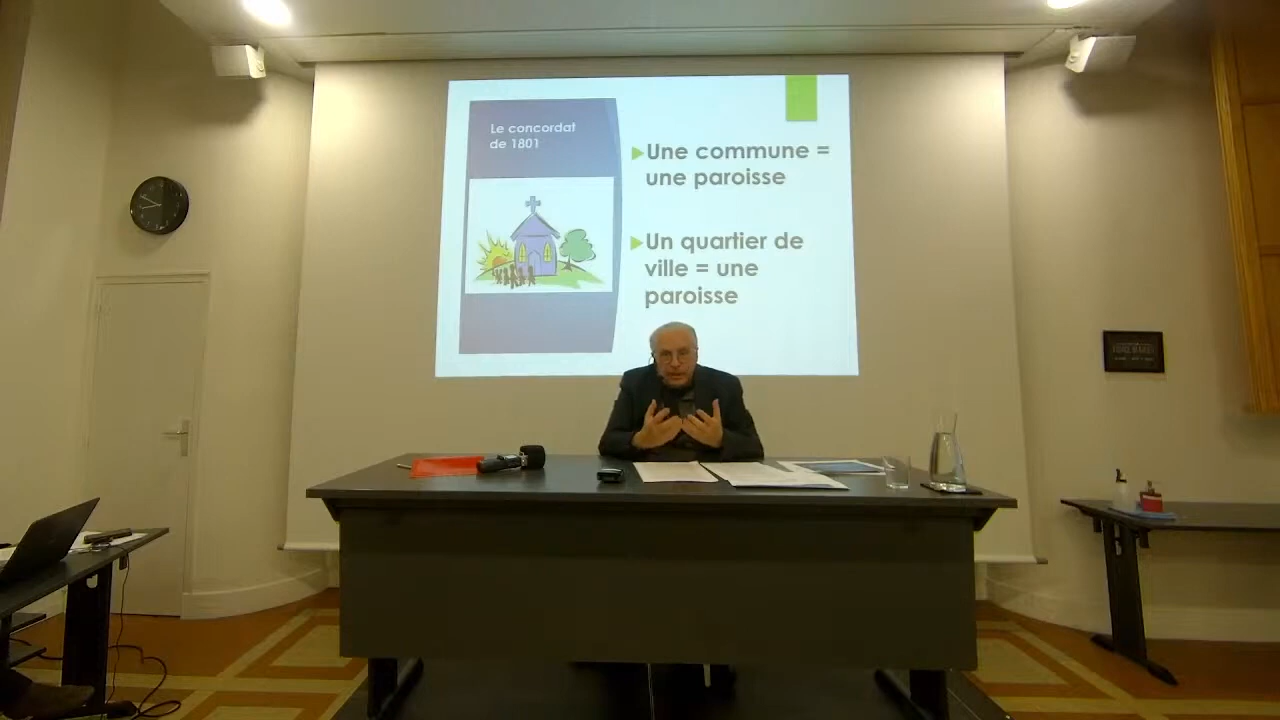 Le concordat
de 1801
Une commune =
une paroisse
Un quartier de
ville = une
paroisse